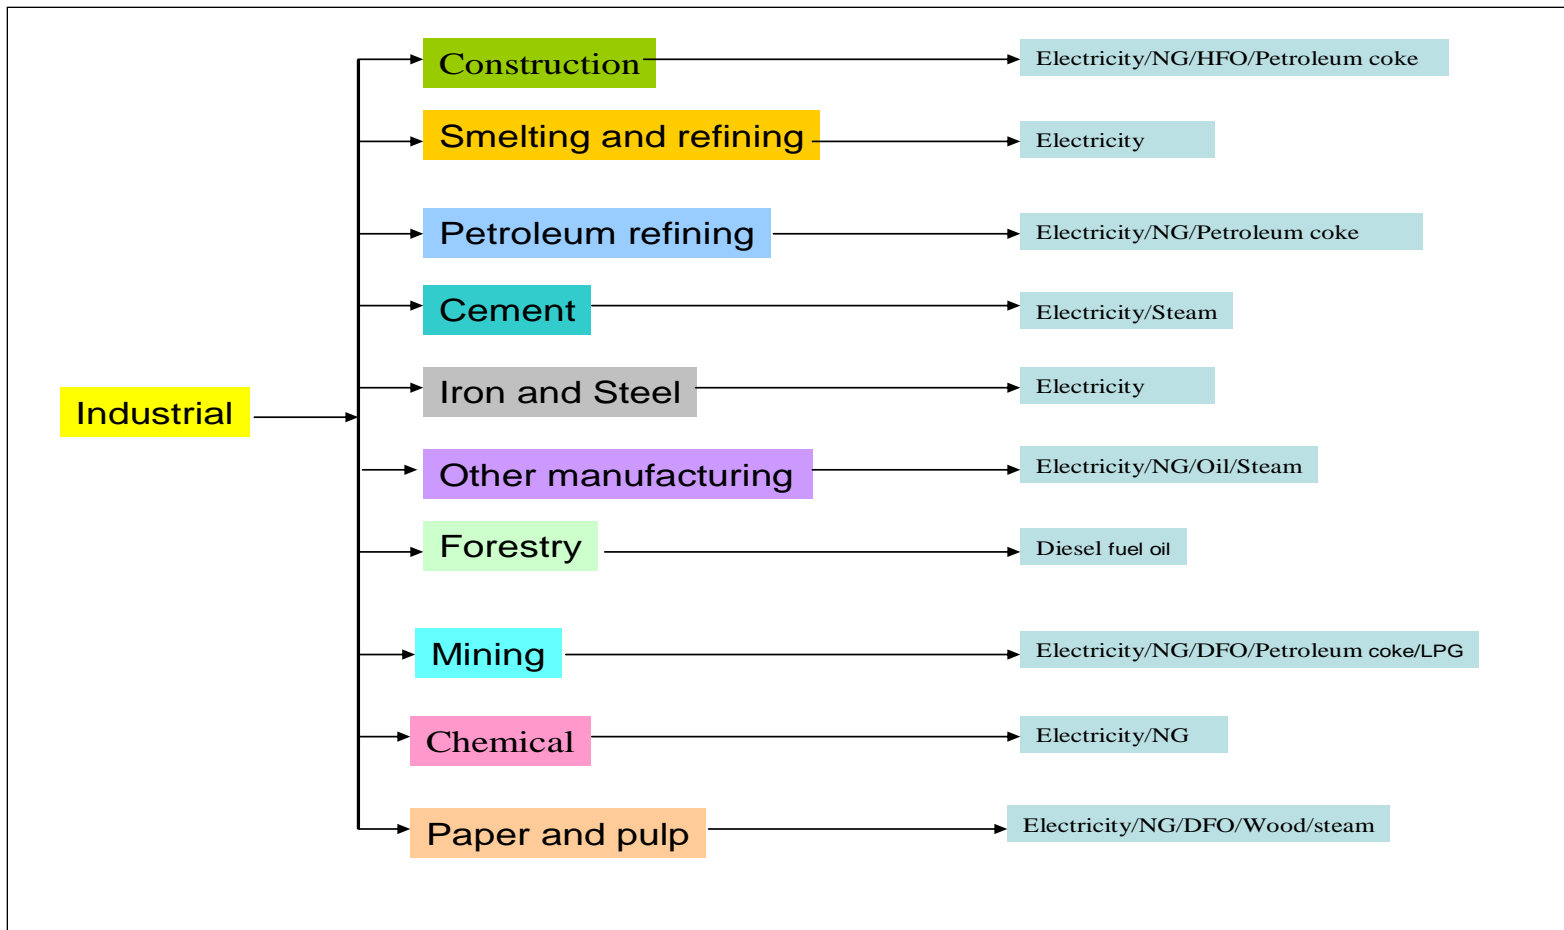 Construction
Electricity/NG/HFO/Petroleum coke
Smelting and refining
Electricity
Petroleum refining
Electricity/NG/Petroleum coke
Cement
Electricity/Steam
Industrial
Iron and Steel
Electricity
Other manufacturing
Electricity/NG/Oil/Steam
Forestry
Diesel fuel oil
Mining
Electricity/NG/DFO/Petroleum coke/LPG
Chemical
Electricity/NG
Paper and pulp
Electricity/NG/DFO/Wood/steam